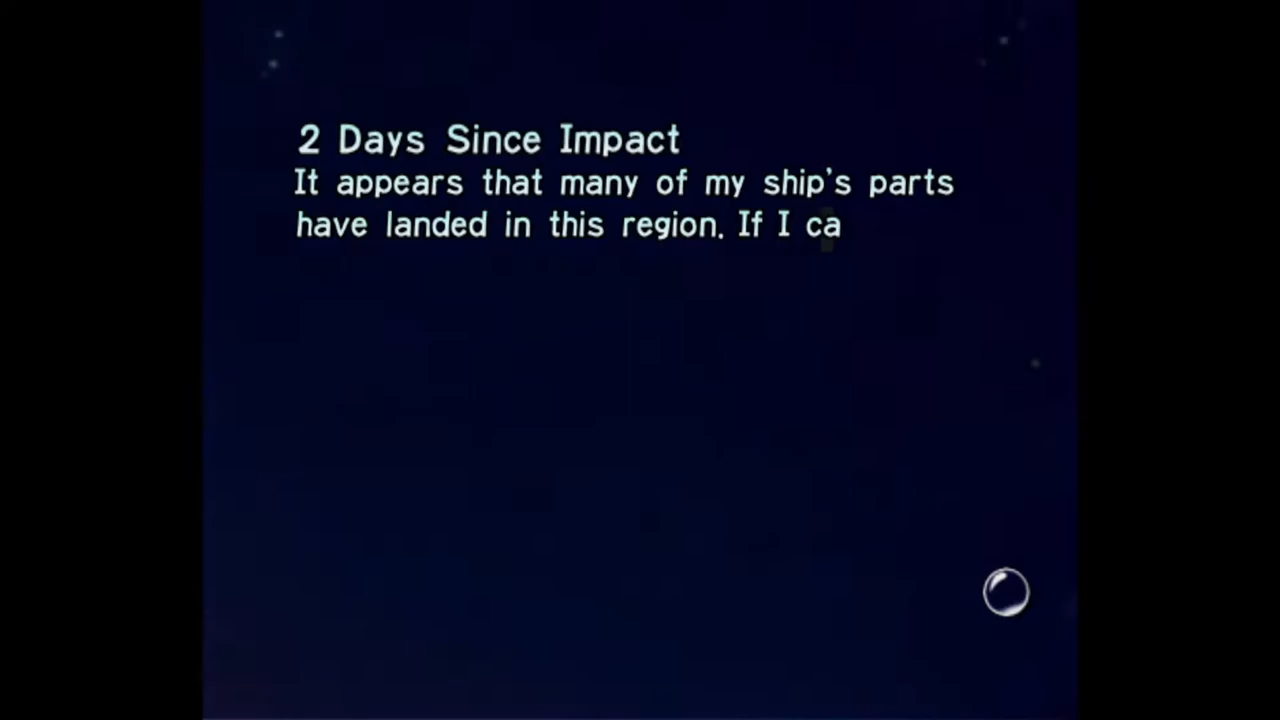 2 Days Since Impact
It appears that many of my ship's parts
have landed in this region. If I ca